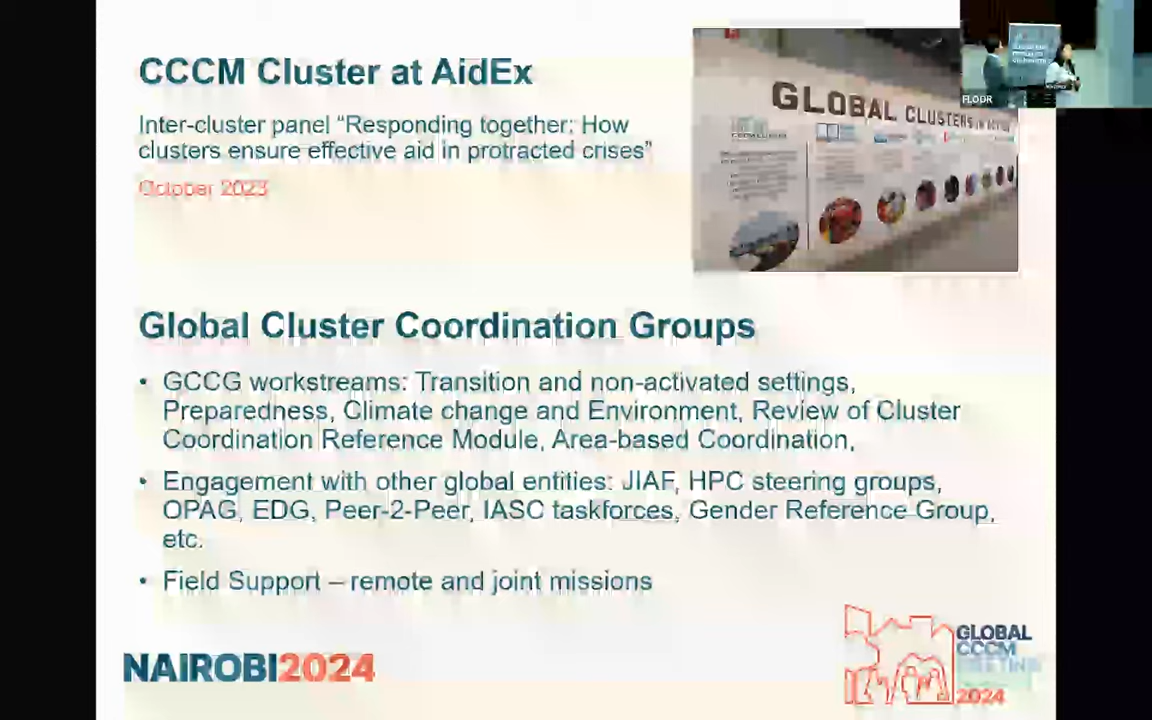 CCCM Cluster at AidEx
Inter-cluster panel “Responding together: How
clusters ensure effective aid in protracted crises”
October 2023
GLOBAL CLUSTERS IN ACTION
FLOOR
Global Cluster Coordination Groups
• GCCG workstreams: Transition and non-activated settings,
Preparedness, Climate change and Environment, Review of Cluster
Coordination Reference Module, Area-based Coordination,
• Engagement with other global entities: JIAF, HPC steering groups,
OPAG, EDG, Peer-2-Peer, IASC taskforces, Gender Reference Group,
etc.
• Field Support – remote and joint missions
NAIROBI2024
GLOBAL
CCCM
MEETING
2024